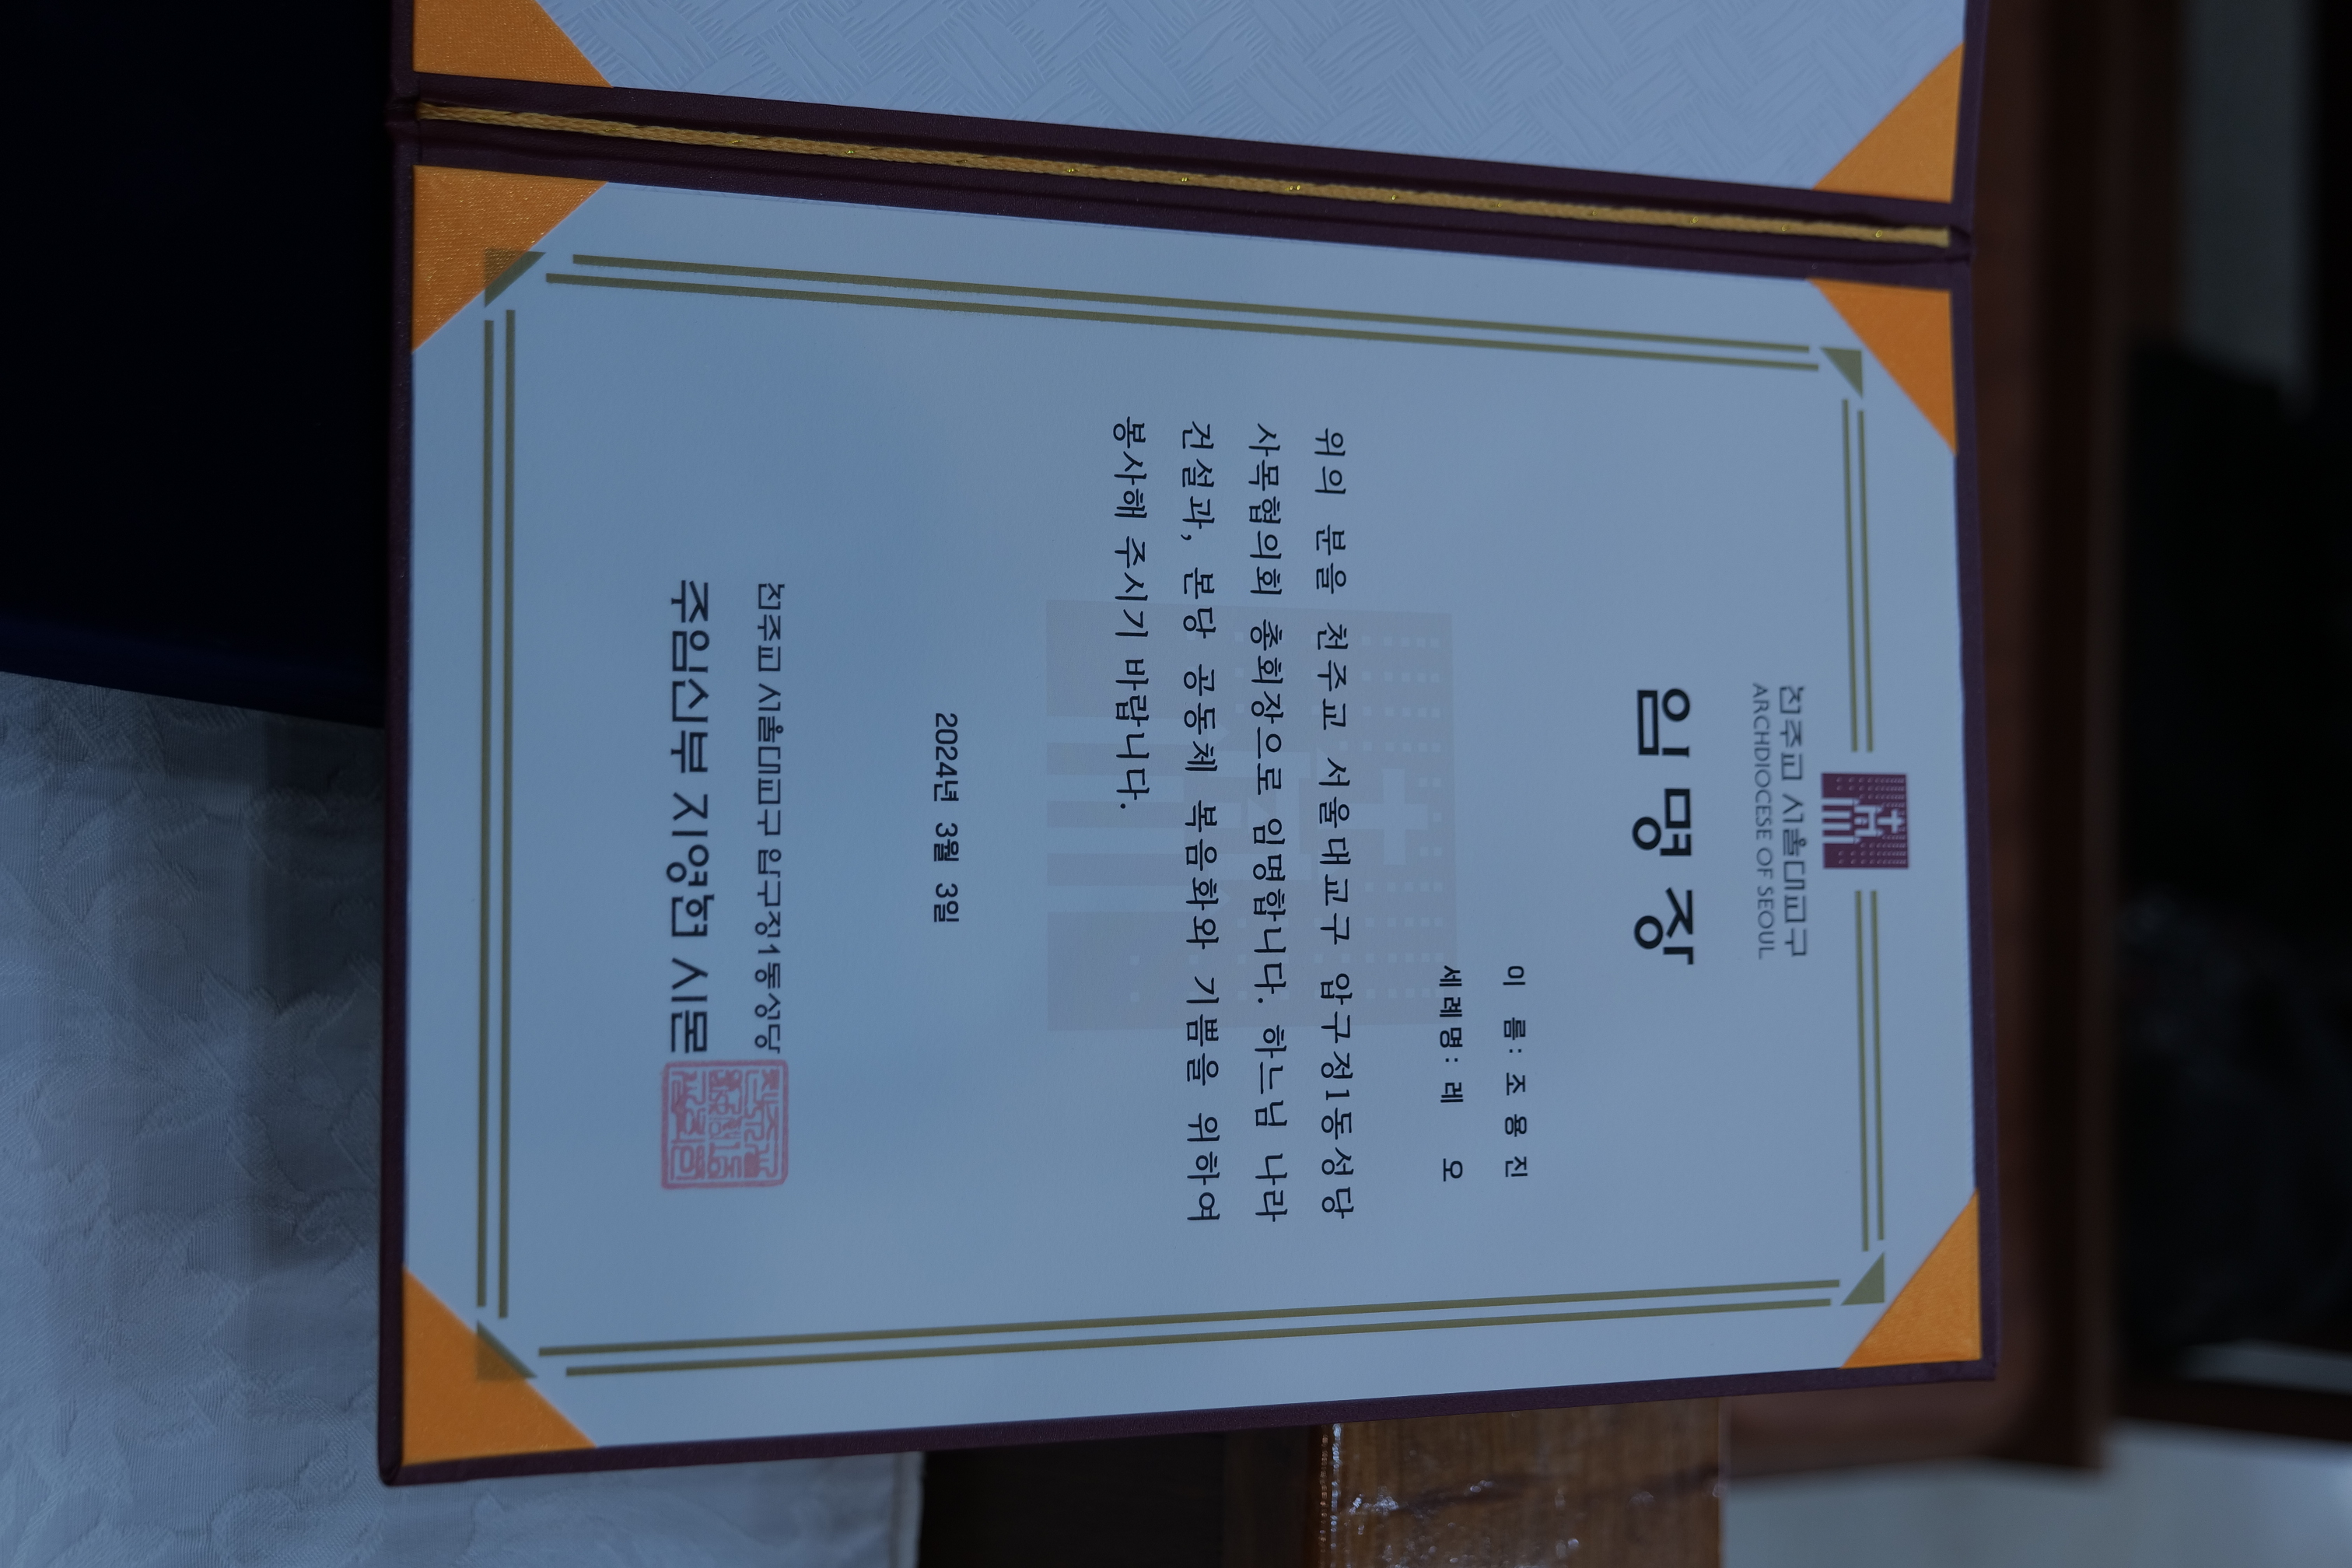 천주교 서울대교구
ARCHDIOCESE OF SEOUL
임 명 장
이 름: 조 용 진
세례명: 레 오
위의 분을 천주교 서울대교구 압구정1동성당
사목협의회 총회장으로 임명합니다. 하느님 나라
건설과, 본당 공동체 복음화와 기쁨을 위하여
봉사해 주시기 바랍니다.
2024년 3월 3일
천주교 서울대교구 압구정1동성당
주임신부 지영현 시몬